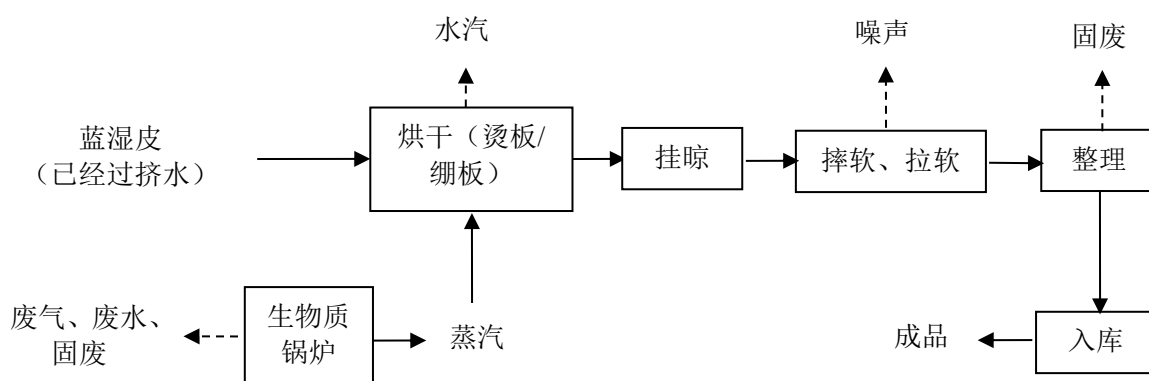 水汽
噪声
固废
蓝湿皮
（已经过挤水）
烘干（烫板/
绷板）
挂晾
摔软、拉软
整理
废气、废水、
固废
生物质
锅炉
蒸汽
成品
入库